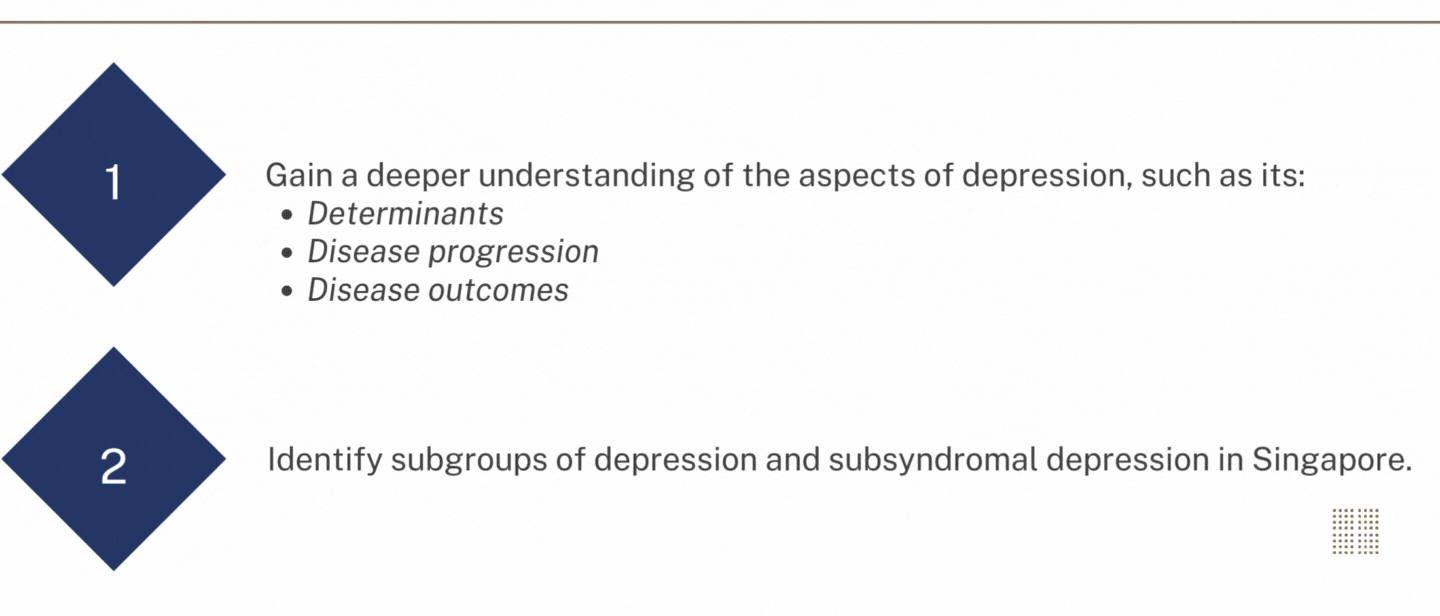 1
Gain a deeper understanding of the aspects of depression, such as its:
• Determinants
• Disease progression
• Disease outcomes
2
Identify subgroups of depression and subsyndromal depression in Singapore.